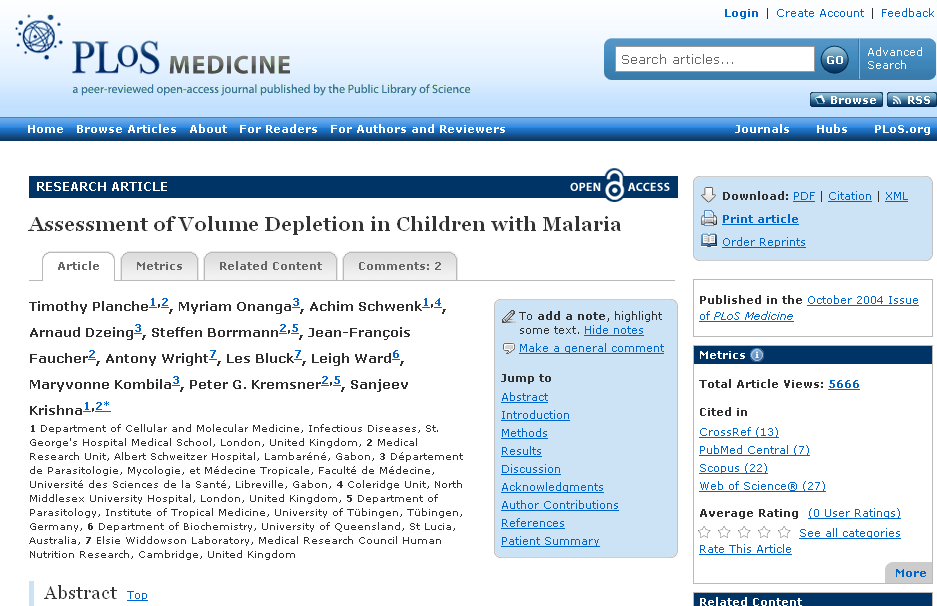 Login | Create Account | Feedback
PLoS MEDICINE
a peer-reviewed open-access journal published by the Public Library of Science
Search articles...
GO
Advanced
Search
Browse
RSS
Home Browse Articles About For Readers For Authors and Reviewers
Journals Hubs PLoS.org
RESEARCH ARTICLE
OPEN ACCESS
Assessment of Volume Depletion in Children with Malaria
Article Metrics Related Content Comments: 2
Timothy Planche1,2, Myriam Onanga3, Achim Schwenk1,4,
Arnaud Dzeing3, Steffen Borrmann2,5, Jean-François
Faucher2, Antony Wright7, Les Bluck7, Leigh Ward6,
Maryvonne Kombila3, Peter G. Kremsner2,5, Sanjeev
Krishna1,2*
1 Department of Cellular and Molecular Medicine, Infectious Diseases, St.
George's Hospital Medical School, London, United Kingdom, 2 Medical
Research Unit, Albert Schweitzer Hospital, Lambaréné, Gabon, 3 Département
de Parasitologie, Mycologie, et Médecine Tropicale, Faculté de Médecine,
Université des Sciences de la Santé, Libreville, Gabon, 4 Coleridge Unit, North
Middlesex University Hospital, London, United Kingdom, 5 Department of
Parasitology, Institute of Tropical Medicine, University of Tübingen, Tübingen,
Germany, 6 Department of Biochemistry, University of Queensland, St Lucia,
Australia, 7 Elsie Widdowson Laboratory, Medical Research Council Human
Nutrition Research, Cambridge, United Kingdom
Abstract Top
To add a note, highlight
some text. Hide notes
Make a general comment
Jump to
Abstract
Introduction
Methods
Results
Discussion
Acknowledgments
Author Contributions
References
Patient Summary
Download: PDF | Citation | XML
Print article
Order Reprints
Published in the October 2004 Issue
of PLoS Medicine
Metrics i
Total Article Views: 5666
Cited in
CrossRef (13)
PubMed Central (7)
Scopus (22)
Web of Science® (27)
Average Rating (0 User Ratings)
See all categories
Rate This Article
More
Related Content